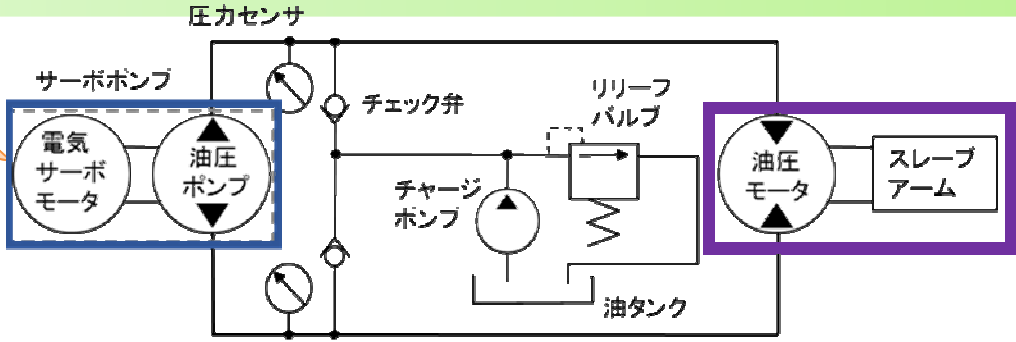 圧力センサ
サーボポンプ
電気
サーボ
モータ
油圧
ポンプ
チェック弁
リリーフ
バルブ
チャージ
ポンプ
油タンク
油圧
モータ
スレーブ
アーム